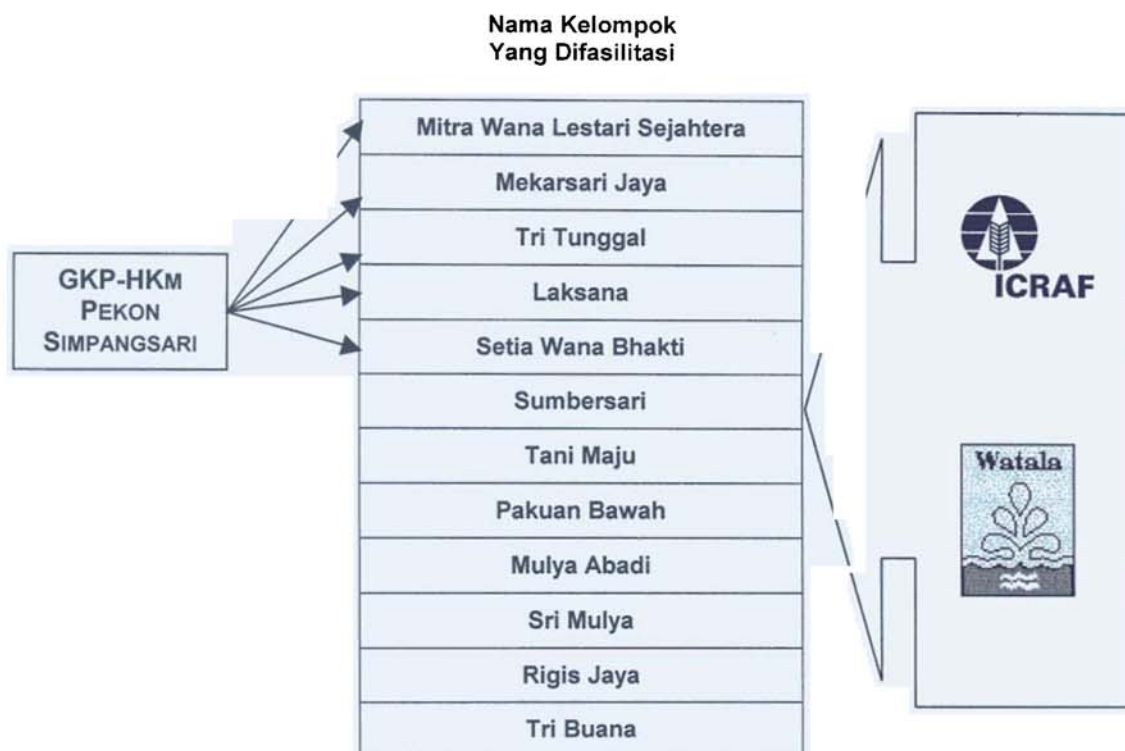 Nama Kelompok
Yang Difasilitasi
Mitra Wana Lestari Sejahtera
Mekarsari Jaya
Tri Tunggal
Laksana
Setia Wana Bhakti
Sumbersari
Tani Maju
Pakuan Bawah
Mulya Abadi
Sri Mulya
Rigis Jaya
Tri Buana
GKP-HKM
PEKON
SIMPANGSARI
ICRAF
Watala